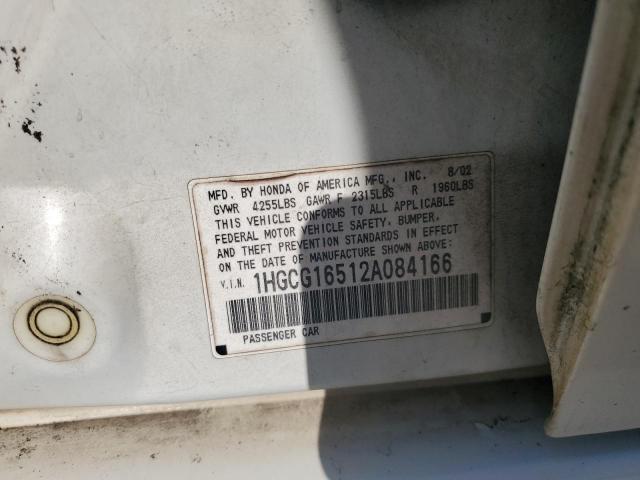 MFD. BY HONDA OF AMERICA MFG., INC. 8/02
GVWR 4255LBS GAWR F 2315LBS R 1960LBS
THIS VEHICLE CONFORMS TO ALL APPLICABLE
FEDERAL MOTOR VEHICLE SAFETY, BUMPER,
AND THEFT PREVENTION STANDARDS IN EFFECT
ON THE DATE OF MANUFACTURE SHOWN ABOVE.
V.I.N. 1HGCG16512A084166
PASSENGER CAR